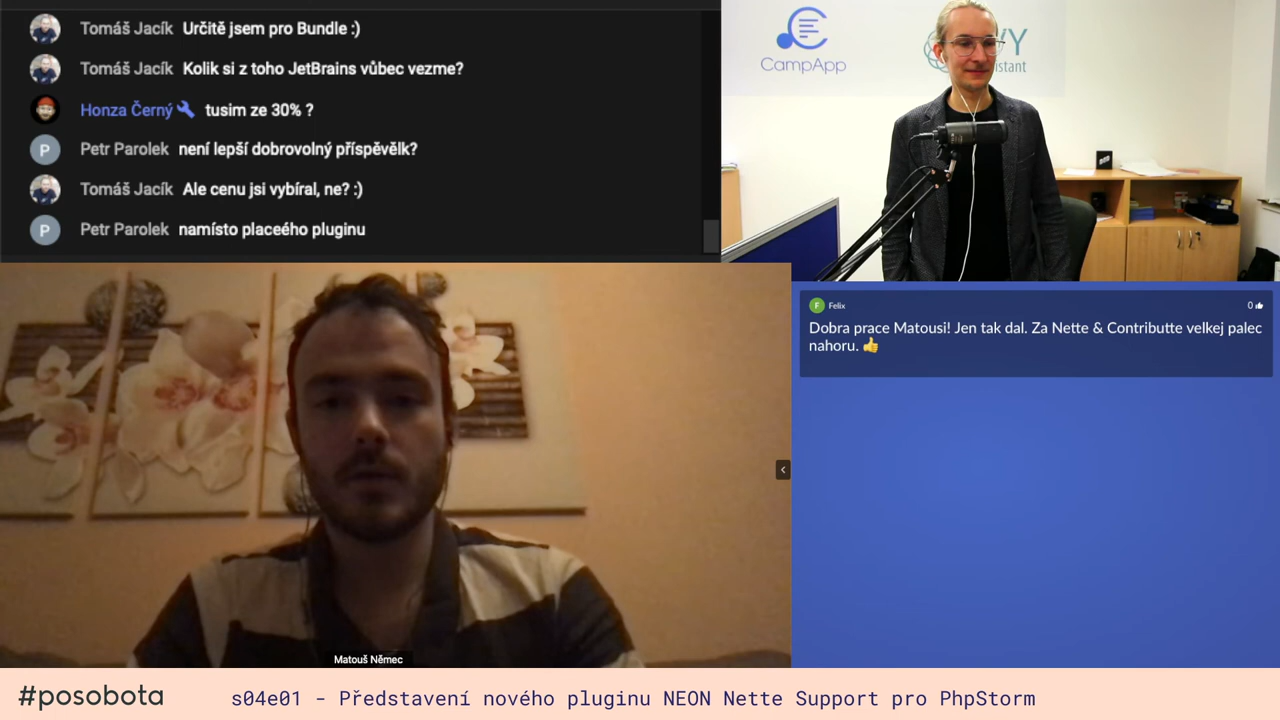 Tomáš Jacík Určitě jsem pro Bundle :)
Tomáš Jacík Kolik si z toho JetBrains vůbec vezme?
Honza Černý tusim ze 30% ?
P Petr Parolek není lepší dobrovolný příspěvělk?
Tomáš Jacík Ale cenu jsi vybíral, ne? :)
P Petr Parolek namísto placeého pluginu
CampApp
VY
istant
F Felix 0
Dobra prace Matousi! Jen tak dal. Za Nette & Contributte velkej palec
nahoru. 👍
Matouš Němec
#posobota s04e01 - Představení nového pluginu NEON Nette Support pro PhpStorm